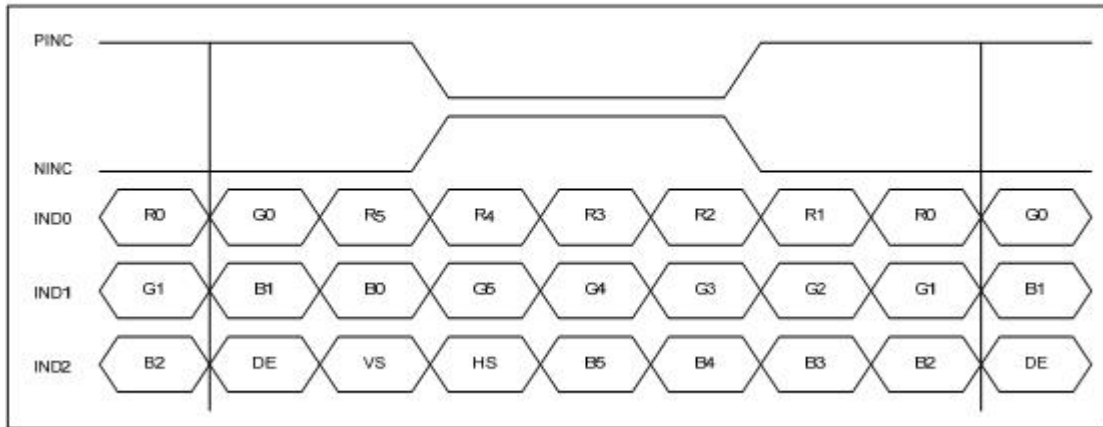 PINC
NINC
IND0 R0 G0 R5 R4 R3 R2 R1 R0 G0
IND1 G1 B1 B0 G5 G4 G3 G2 G1 B1
IND2 B2 DE VS HS B5 B4 B3 B2 DE